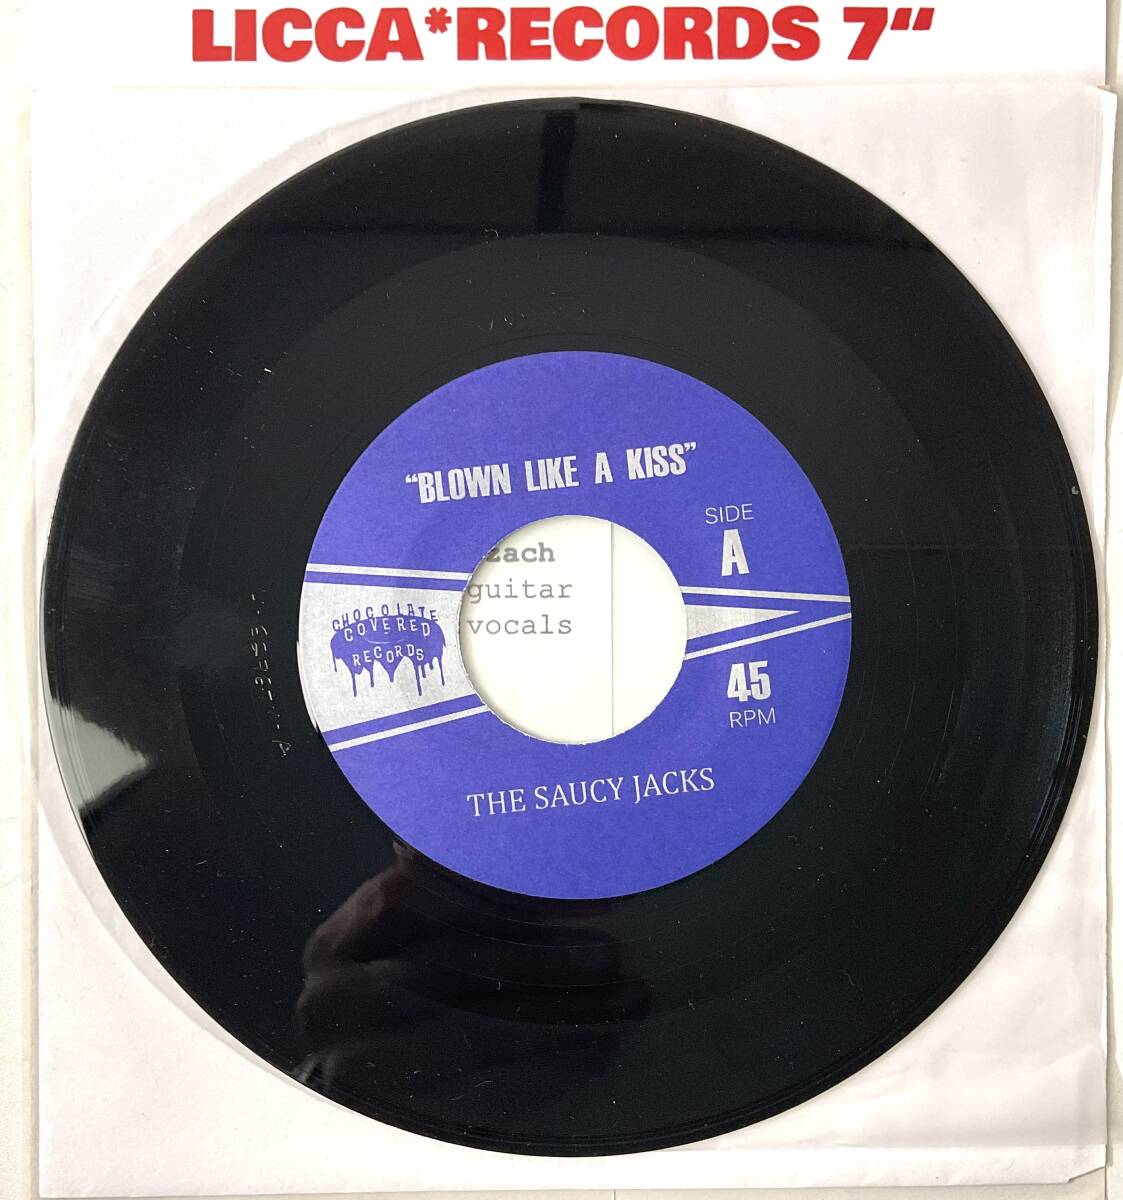 LICCA*RECORDS 7"
"BLOWN LIKE A KISS"
SIDE
A
zach
guitar
vocals
CHOCOLATE
COVERED
RECORDS
45
RPM
THE SAUCY JACKS